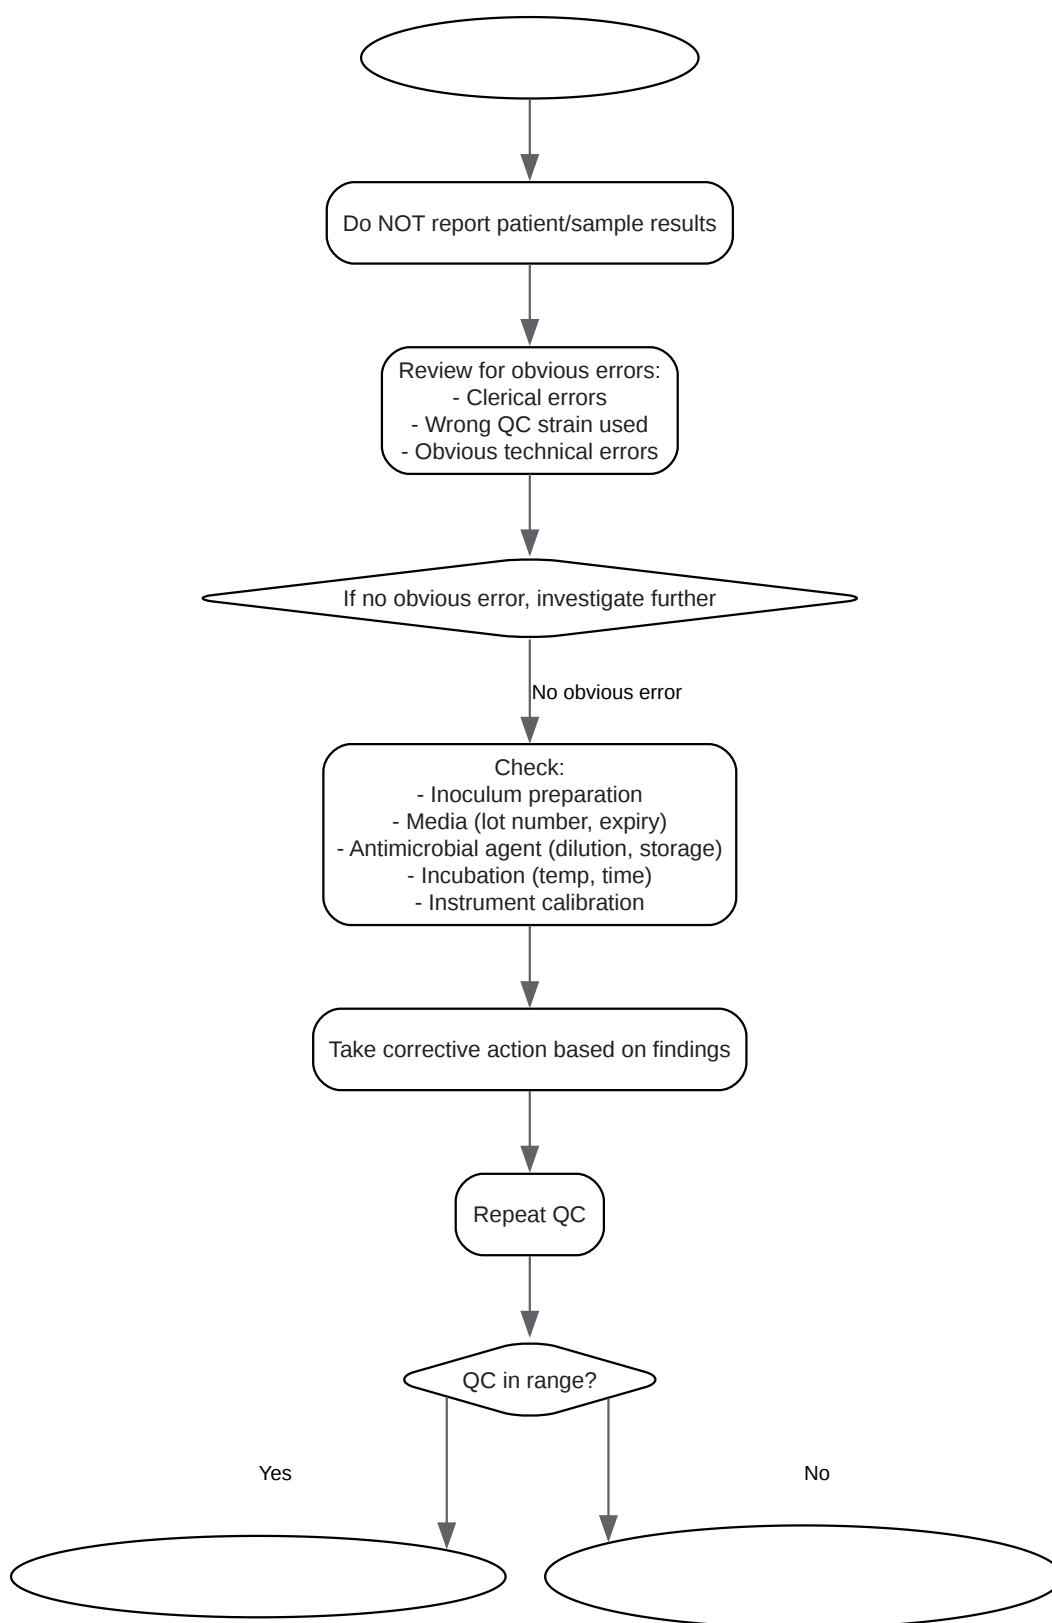 Do NOT report patient/sample results
Review for obvious errors:
- Clerical errors
- Wrong QC strain used
- Obvious technical errors
If no obvious error, investigate further
No obvious error
Check:
- Inoculum preparation
- Media (lot number, expiry)
- Antimicrobial agent (dilution, storage)
- Incubation (temp, time)
- Instrument calibration
Take corrective action based on findings
Repeat QC
QC in range?
Yes
No